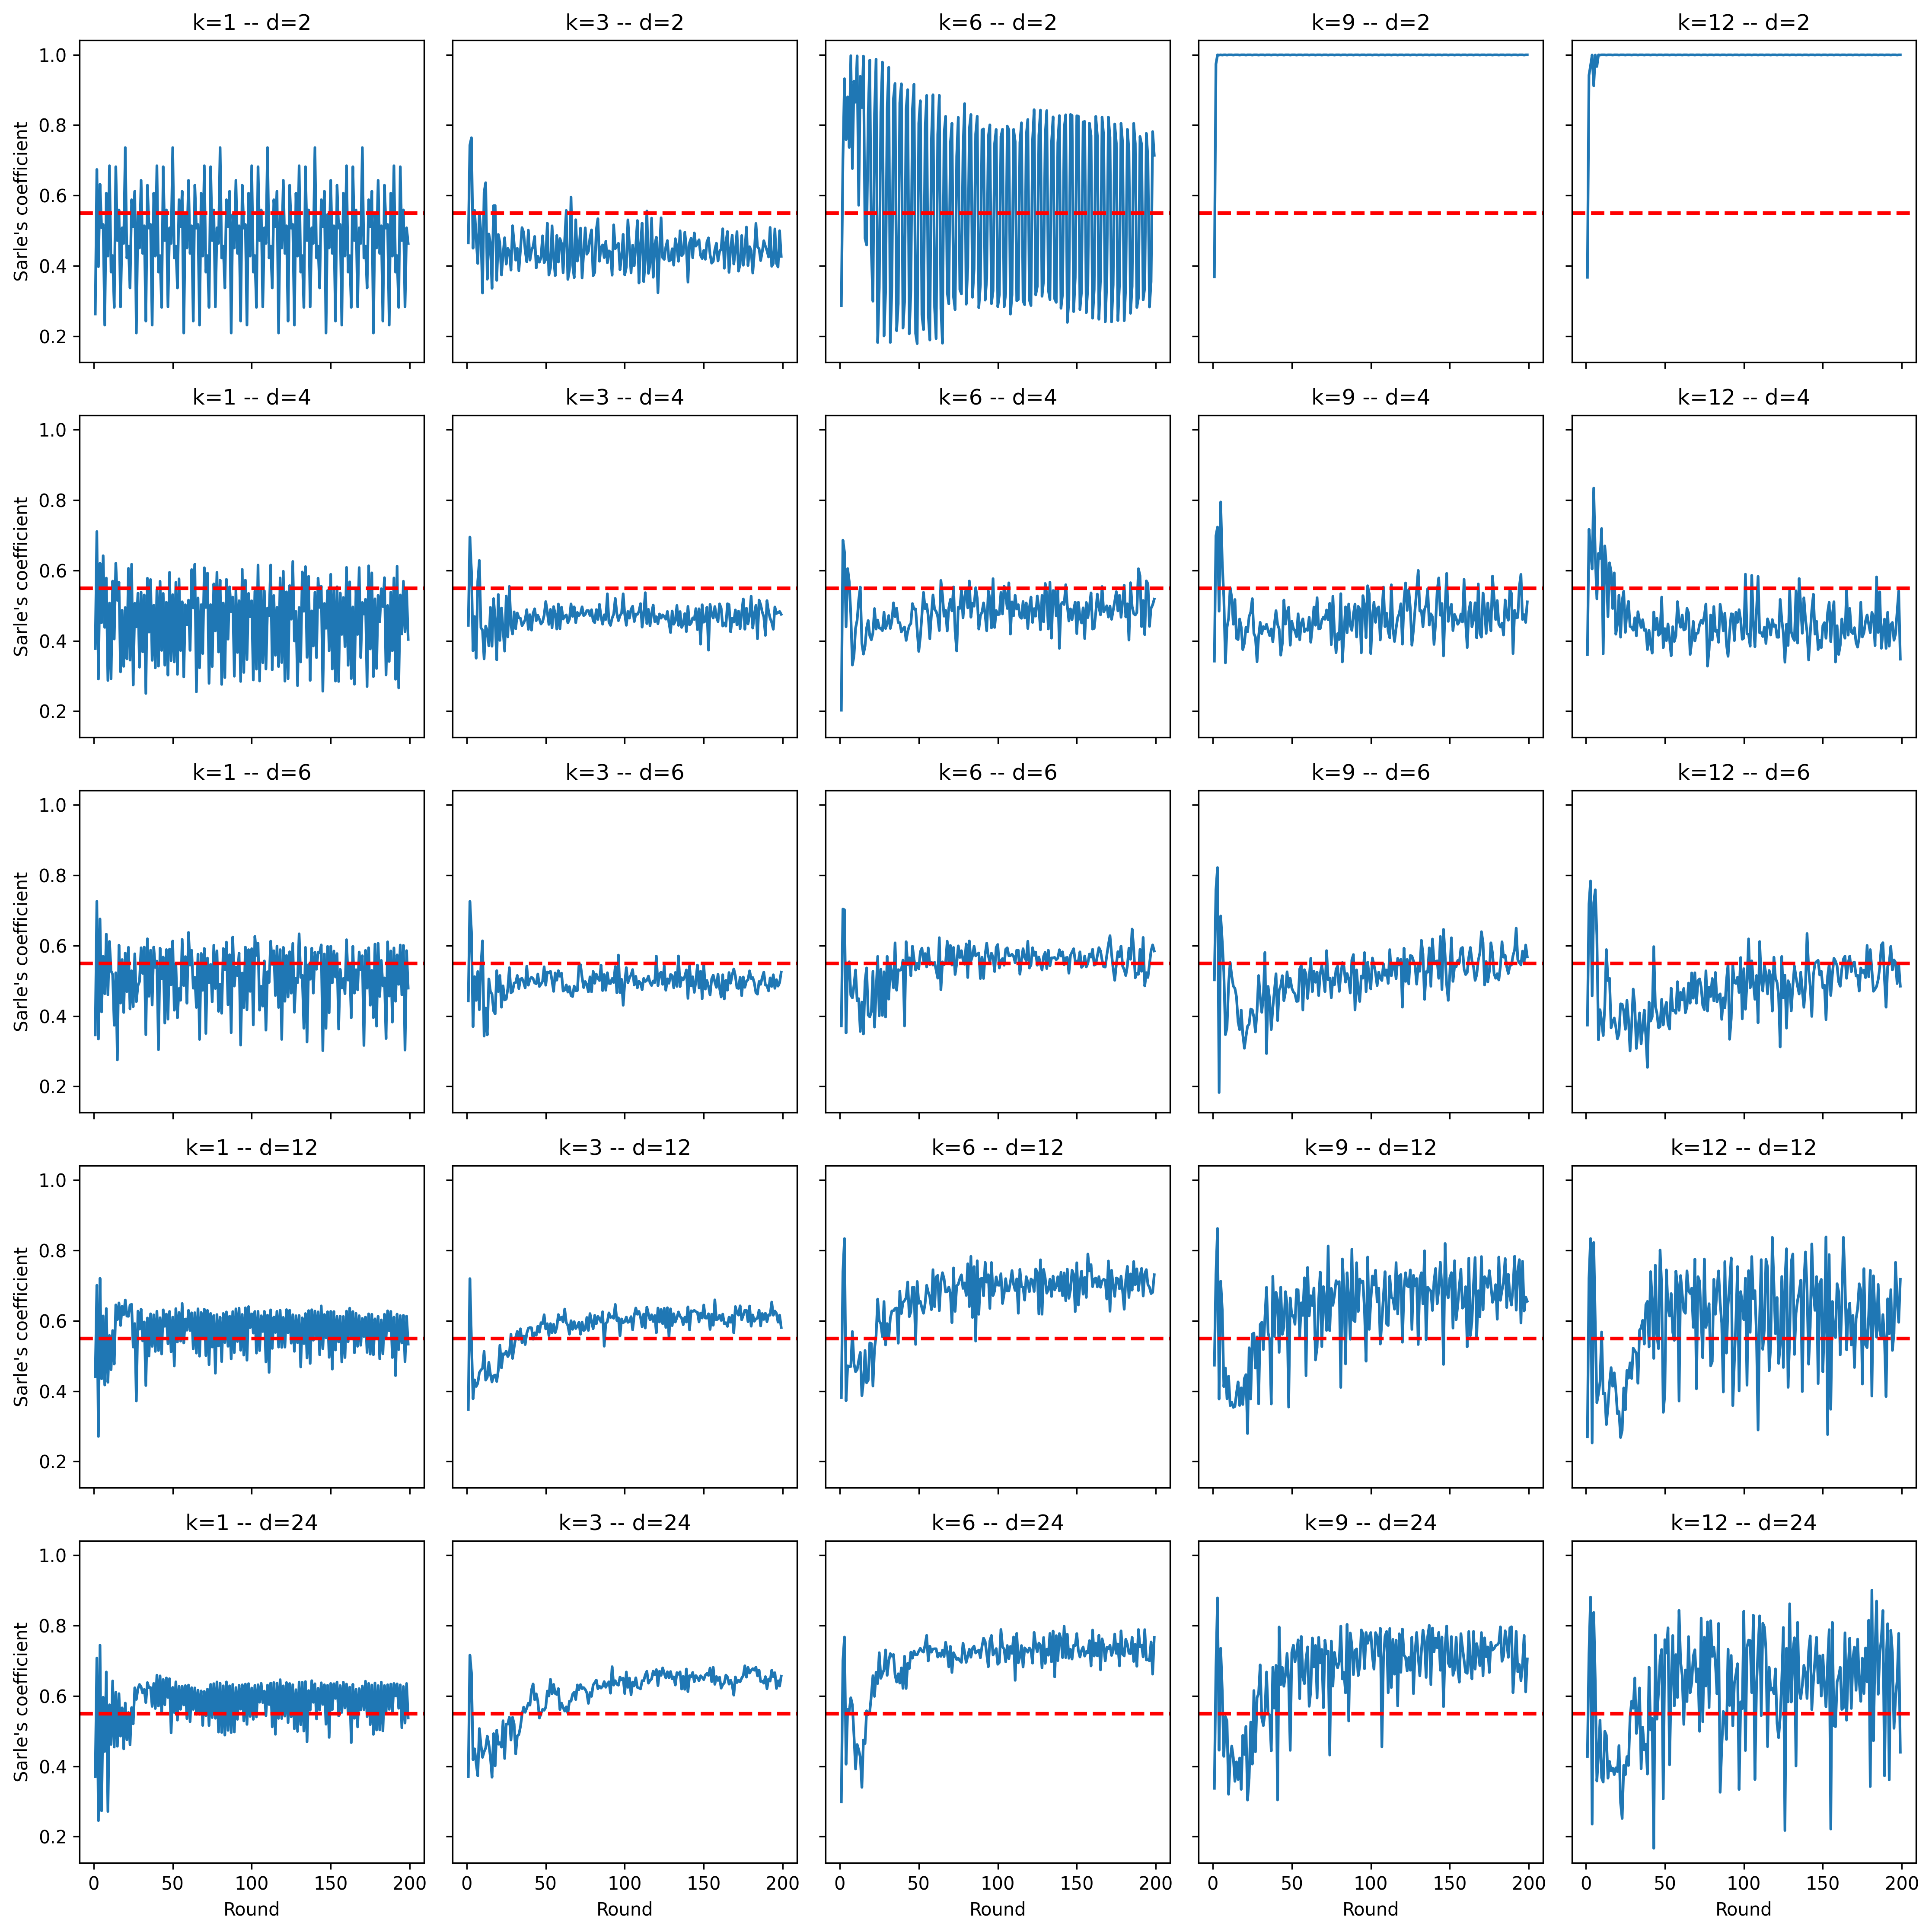 k=1 -- d=2
k=3 -- d=2
k=6 -- d=2
k=9 -- d=2
k=12 -- d=2
1.0
0.8
0.6
0.4
0.2
Sarle's coefficient
k=1 -- d=4
k=3 -- d=4
k=6 -- d=4
k=9 -- d=4
k=12 -- d=4
1.0
0.8
0.6
0.4
0.2
Sarle's coefficient
k=1 -- d=6
k=3 -- d=6
k=6 -- d=6
k=9 -- d=6
k=12 -- d=6
1.0
0.8
0.6
0.4
0.2
Sarle's coefficient
k=1 -- d=12
k=3 -- d=12
k=6 -- d=12
k=9 -- d=12
k=12 -- d=12
1.0
0.8
0.6
0.4
0.2
Sarle's coefficient
k=1 -- d=24
k=3 -- d=24
k=6 -- d=24
k=9 -- d=24
k=12 -- d=24
1.0
0.8
0.6
0.4
0.2
Sarle's coefficient
0 50 100 150 200
0 50 100 150 200
0 50 100 150 200
0 50 100 150 200
0 50 100 150 200
Round
Round
Round
Round
Round